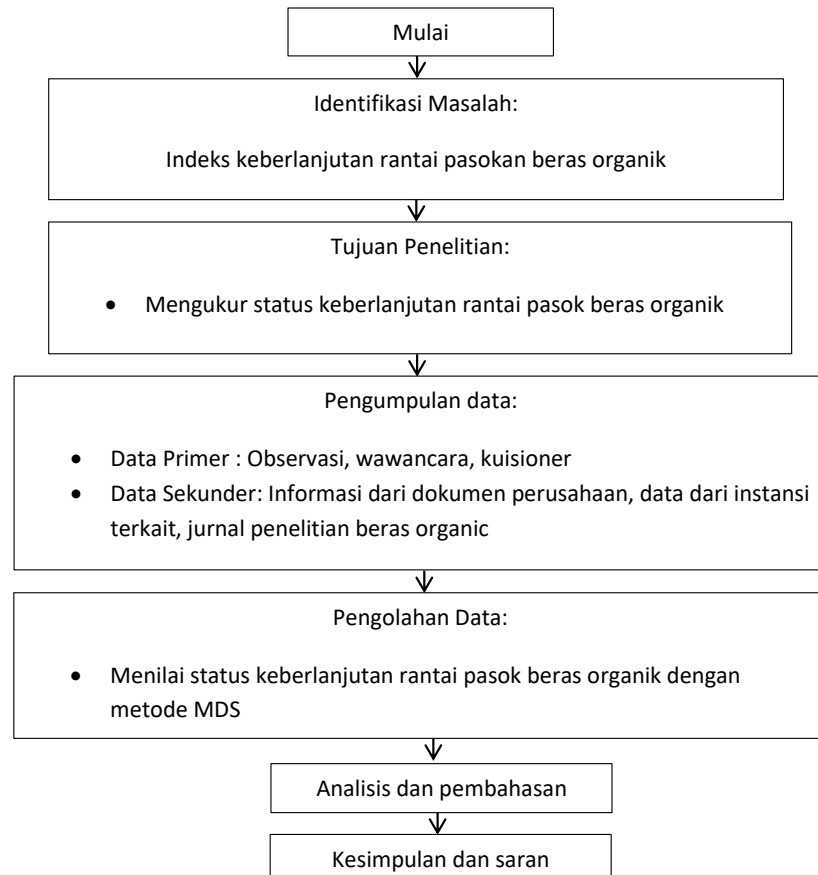 Mulai
Identifikasi Masalah:
Indeks keberlanjutan rantai pasokan beras organik
Tujuan Penelitian:
• Mengukur status keberlanjutan rantai pasok beras organik
Pengumpulan data:
• Data Primer : Observasi, wawancara, kuisioner
• Data Sekunder: Informasi dari dokumen perusahaan, data dari instansi
terkait, jurnal penelitian beras organic
Pengolahan Data:
• Menilai status keberlanjutan rantai pasok beras organik dengan
metode MDS
Analisis dan pembahasan
Kesimpulan dan saran